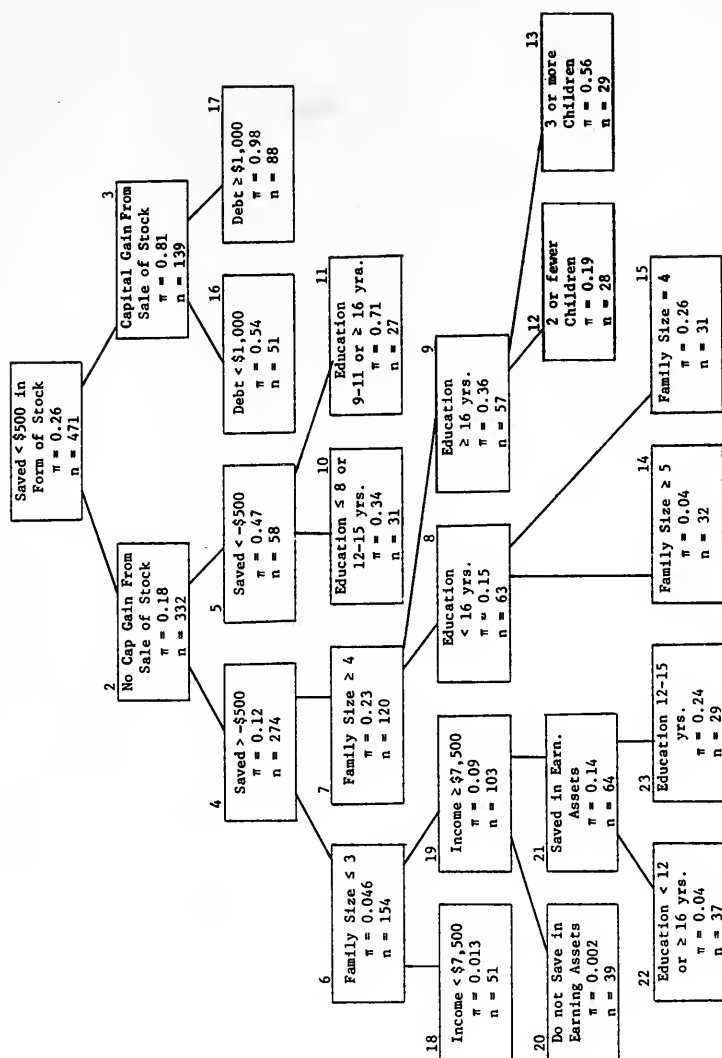 Saved < $500 in
Form of Stock
π = 0.26
n = 471
2
No Cap Gain From
Sale of Stock
π = 0.18
n = 332
3
Capital Gain From
Sale of Stock
π = 0.81
n = 139
4
Saved >-$500
π = 0.12
n = 274
5
Saved <-$500
π = 0.47
n = 58
16
Debt < $1,000
π = 0.54
n = 51
17
Debt ≥ $1,000
π = 0.98
n = 88
6
Family Size ≤ 3
π = 0.046
n = 154
7
Family Size ≥ 4
π = 0.23
n = 120
10
Education ≤ 8 or
12-15 yrs.
π = 0.34
n = 31
11
Education
9-11 or ≥ 16 yra.
π = 0.71
n = 27
18
Income < $7,500
π = 0.013
n = 51
19
Income ≥ $7,500
π = 0.09
n = 103
8
Education
< 16 yrs.
π = 0.15
n = 63
9
Education
≥ 16 yrs.
π = 0.36
n = 57
20
Do not Save in
Earning Assets
π = 0.002
n = 39
21
Saved in Earn.
Assets
π = 0.14
n = 64
12
2 or fewer
Children
π = 0.19
n = 28
13
3 or more
Children
π = 0.56
n = 29
22
Education < 12
or ≥ 16 yrs.
π = 0.04
n = 37
23
Education 12-15
yrs.
π = 0.24
n = 29
14
Family Size ≥ 5
π = 0.04
n = 32
15
Family Size = 4
π = 0.26
n = 31